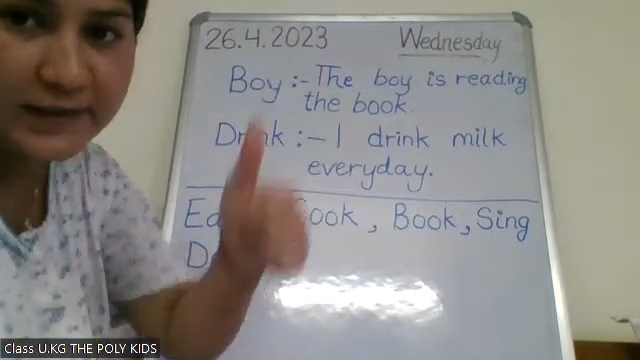 26.4.2023 Wednesday
Boy :- The boy is reading
the book.
Drink :- I drink milk
everyday.
Book, Sing
Class U.KG THE POLY KIDS